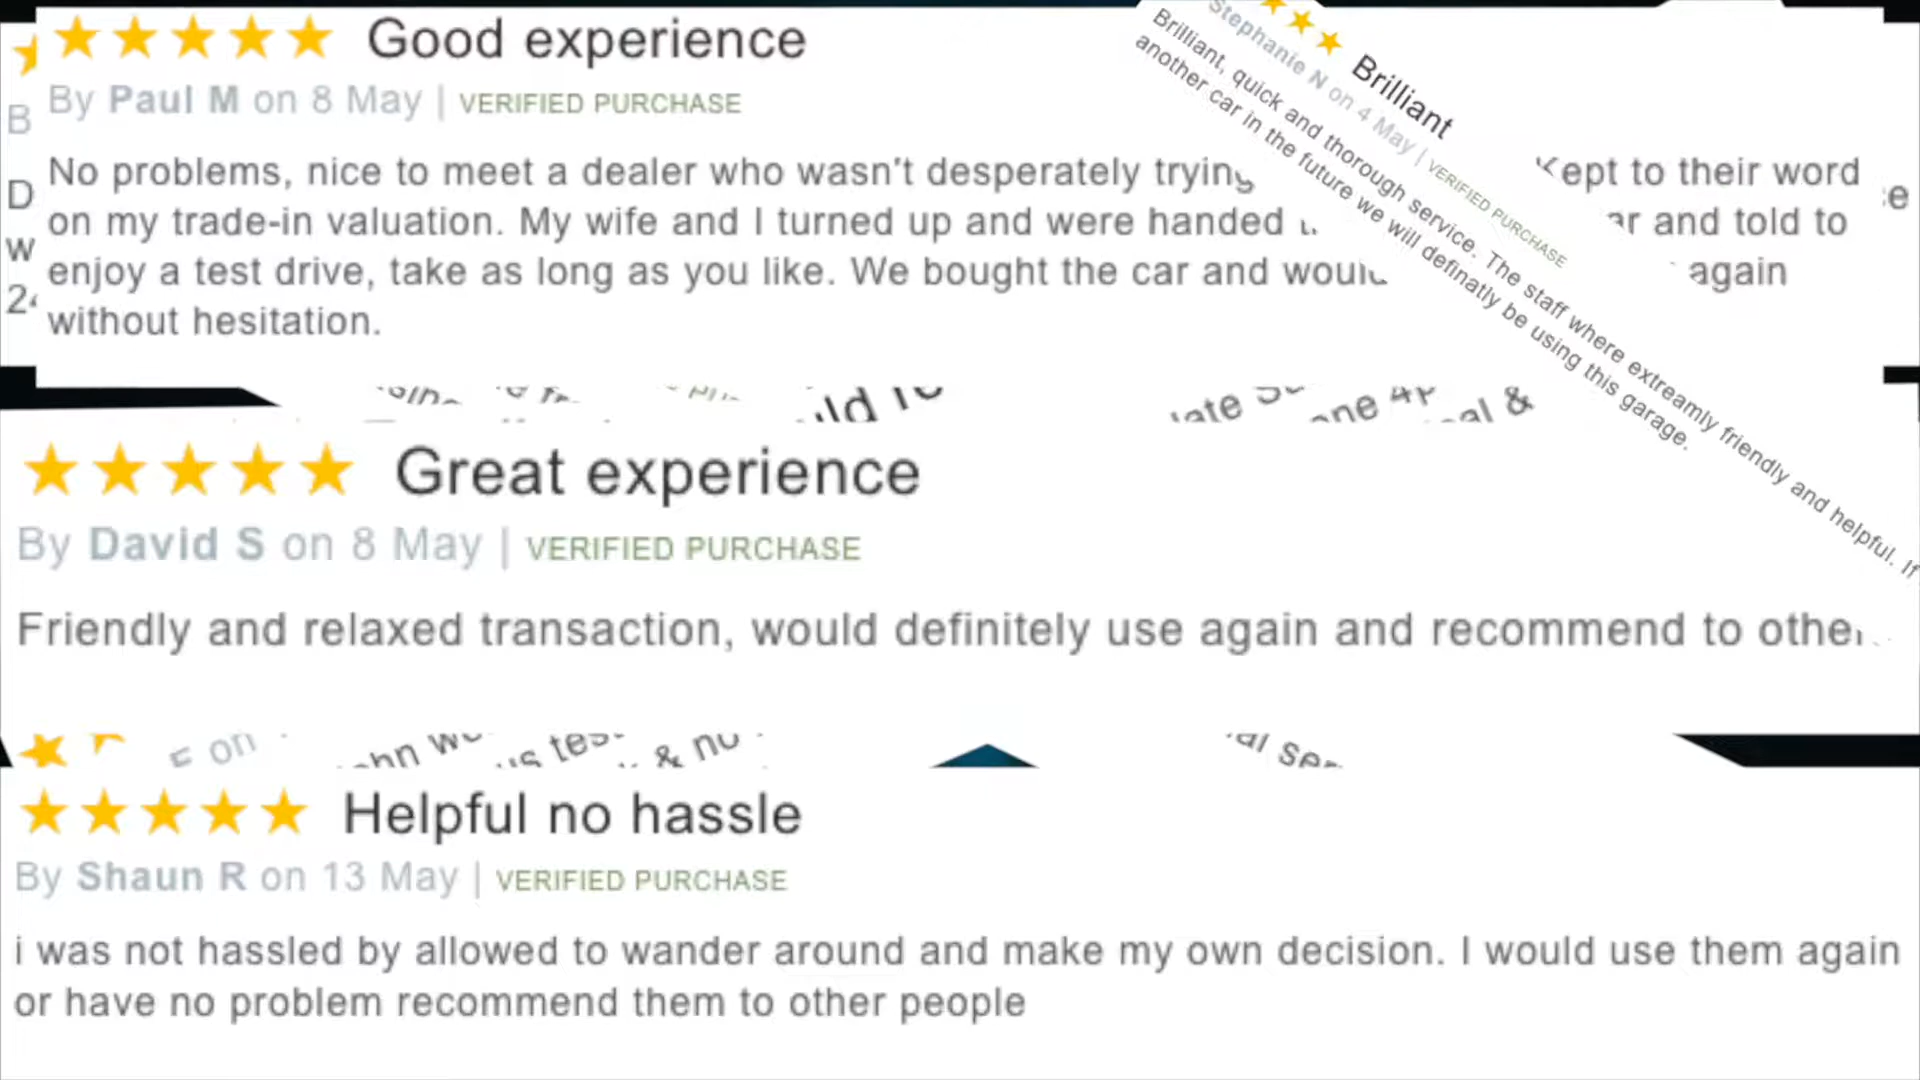 Good experience
By Paul M on 8 May | VERIFIED PURCHASE
No problems, nice to meet a dealer who wasn't desperately trying kept to their word
on my trade-in valuation. My wife and I turned up and were handed and told to
enjoy a test drive, take as long as you like. We bought the car and again
without hesitation.
Brilliant
Stephanie N on 4 May | VERIFIED PURCHASE
Brilliant, quick and thorough service. The staff where extreamly friendly and helpful. If
another car in the future we will definatly be using this garage.
Great experience
By David S on 8 May | VERIFIED PURCHASE
Friendly and relaxed transaction, would definitely use again and recommend to
Helpful no hassle
By Shaun R on 13 May | VERIFIED PURCHASE
i was not hassled by allowed to wander around and make my own decision. I would use them again
or have no problem recommend them to other people